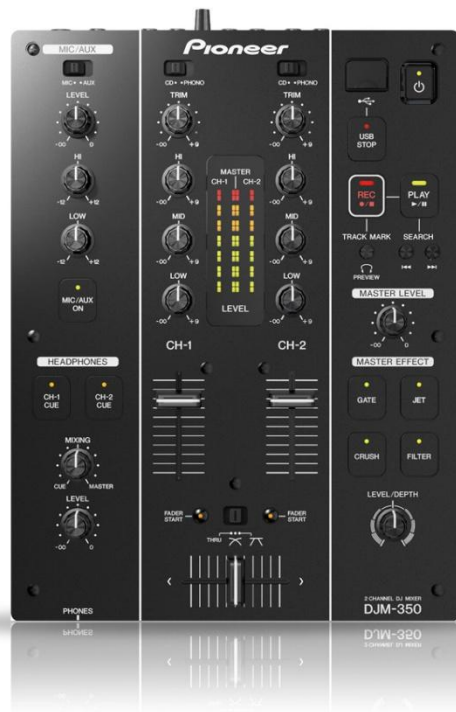 MIC/AUX
MIC • • AUX
LEVEL
-∞ 0
HI
-12 +12
LOW
-12 +12
MIC/AUX
ON
HEADPHONES
CH-1
CUE
CH-2
CUE
MIXING
CUE MASTER
LEVEL
-∞ 0
PHONES
Pioneer
CD • • PHONO
CD • • PHONO
TRIM
-∞ +9
TRIM
-∞ +9
HI
-∞ +9
HI
-∞ +9
MID
-∞ +9
MID
-∞ +9
LOW
-∞ +9
LOW
-∞ +9
MASTER
CH-1 CH-2
LEVEL
CH-1
CH-2
FADER
START
FADER
START
THRU
USB
STOP
REC
PLAY
TRACK MARK
SEARCH
PREVIEW
MASTER LEVEL
-∞ 0
MASTER EFFECT
GATE
JET
CRUSH
FILTER
LEVEL/DEPTH
2 CHANNEL DJ MIXER
DJM-350